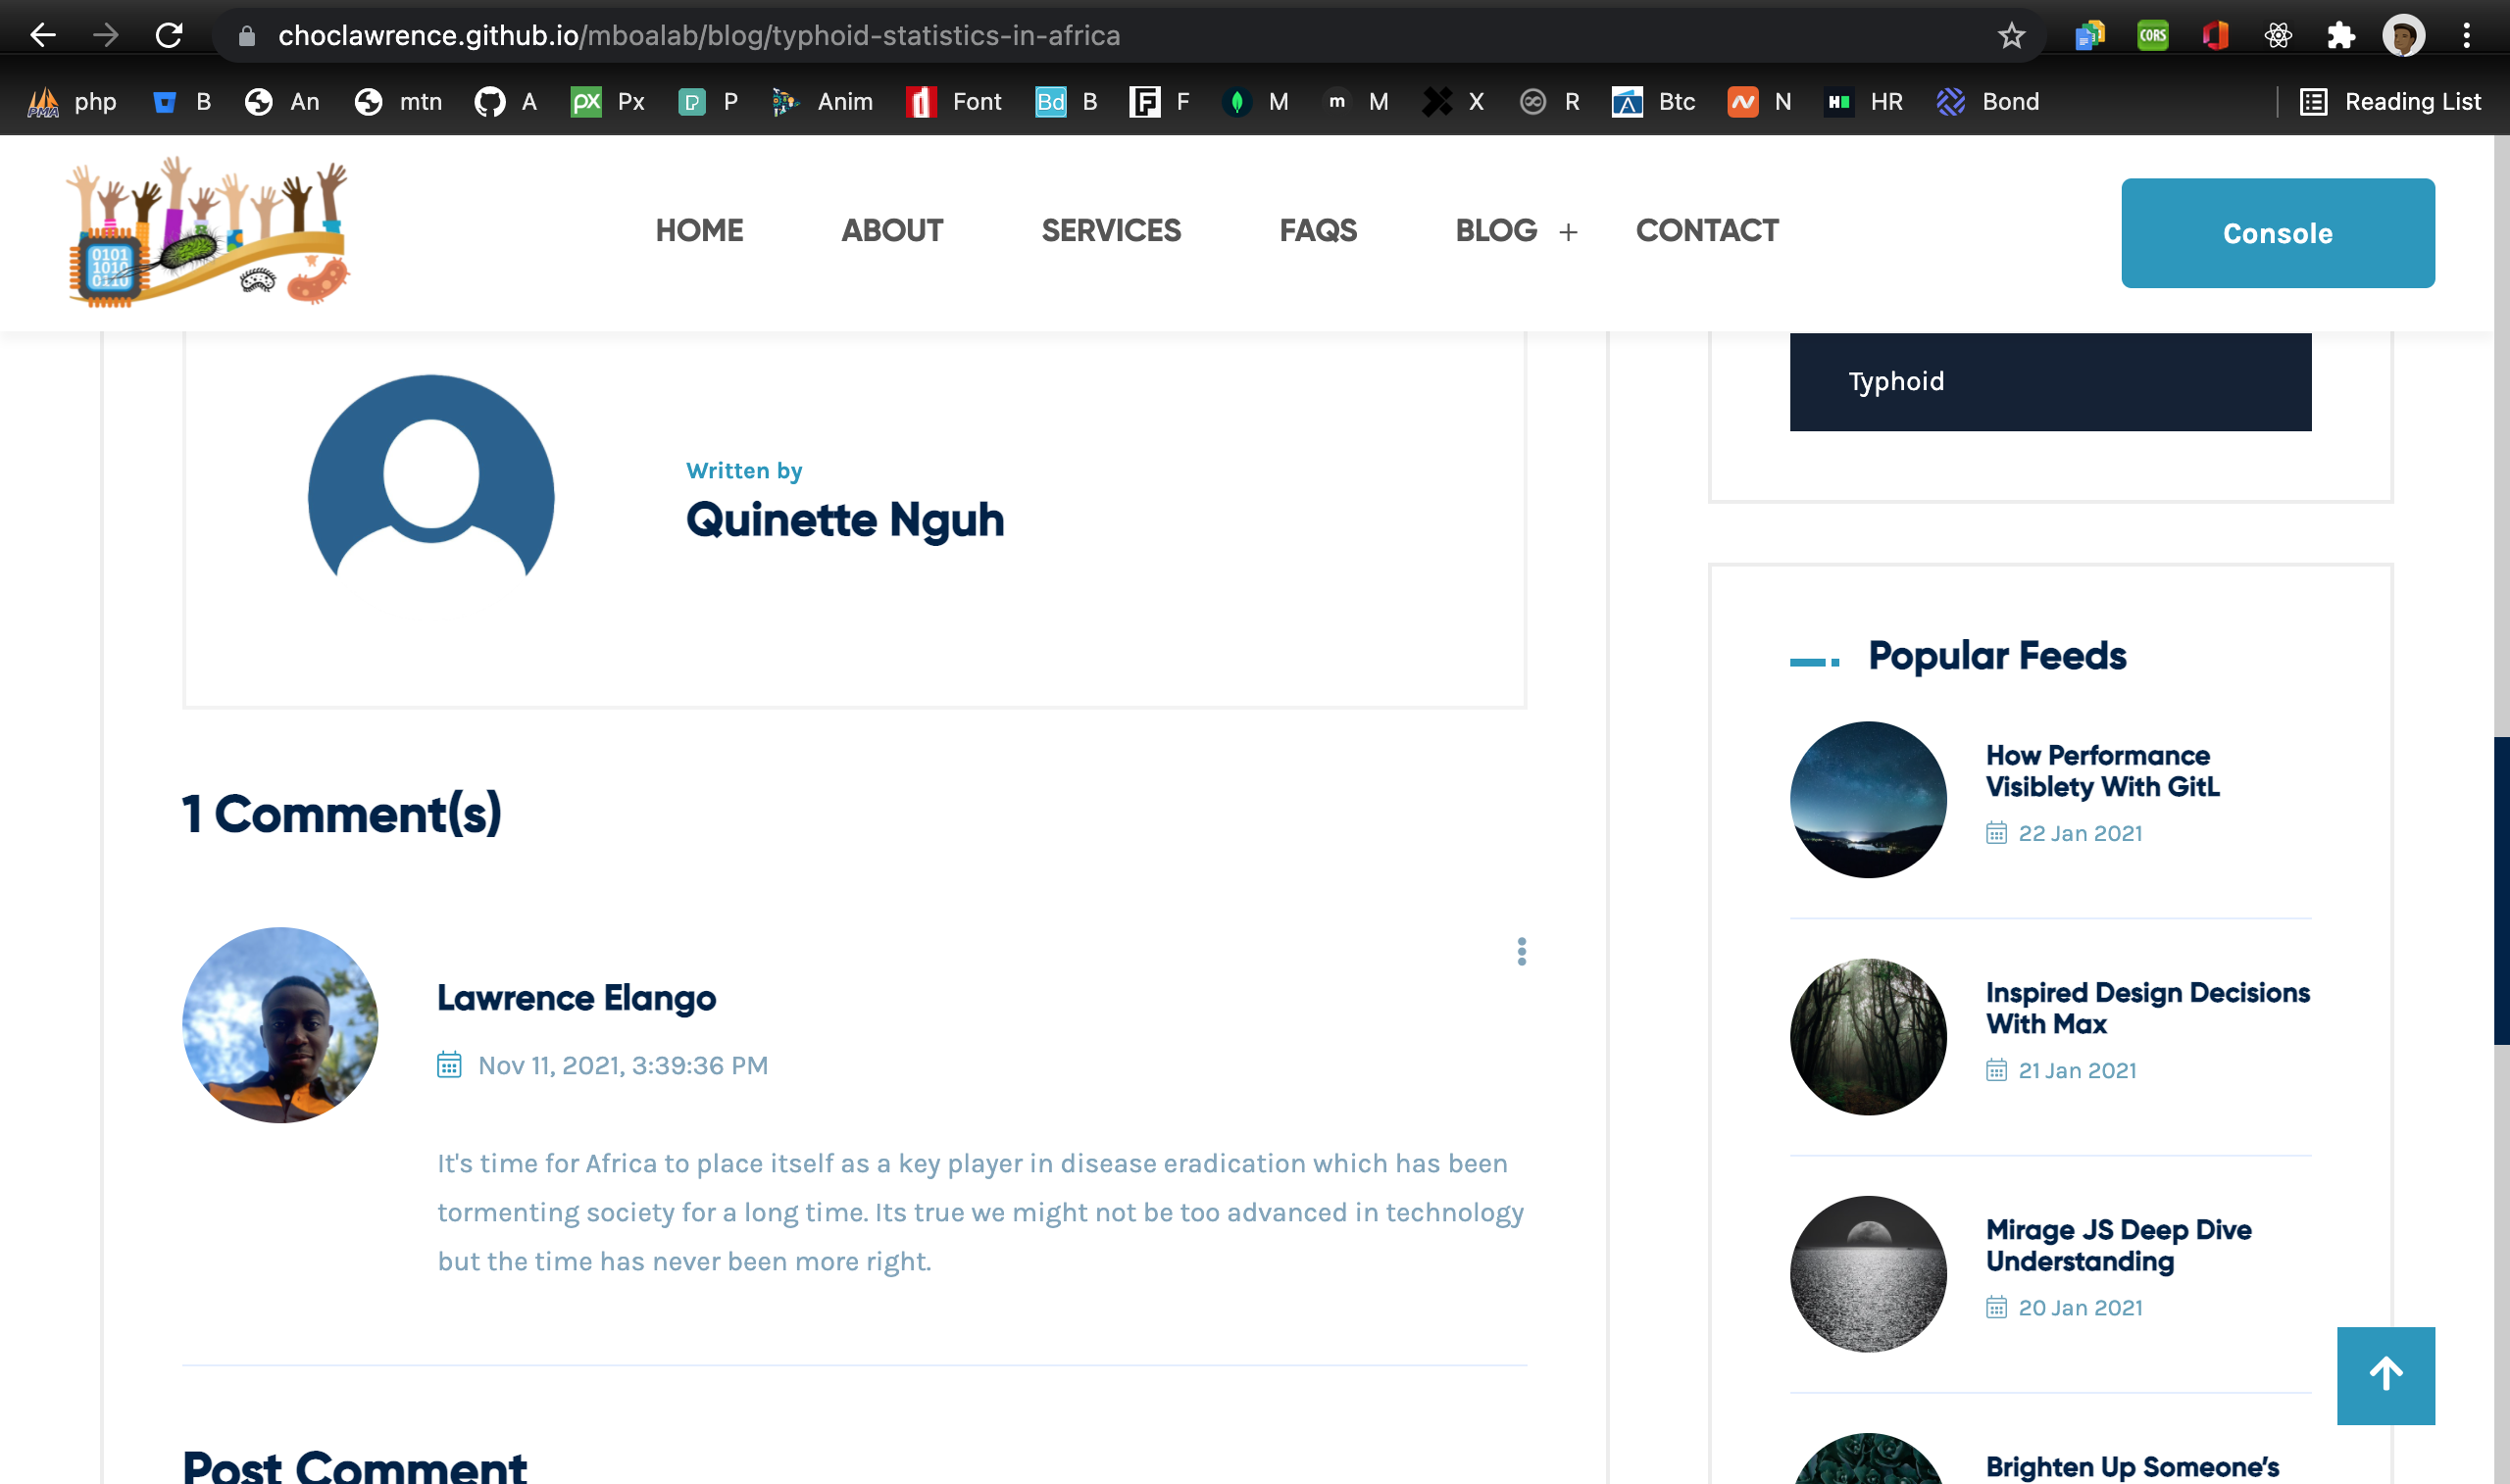 choclawrence.github.io/mboalab/blog/typhoid-statistics-in-africa
CORS
php B An mtn A Px P Anim Font B F M M X R Btc N HR Bond Reading List
0101
1010
0110
HOME ABOUT SERVICES FAQS BLOG + CONTACT
Console
Written by
Quinette Nguh
1 Comment(s)
Lawrence Elango
Nov 11, 2021, 3:39:36 PM
It's time for Africa to place itself as a key player in disease eradication which has been
tormenting society for a long time. Its true we might not be too advanced in technology
but the time has never been more right.
Post Comment
Typhoid
Popular Feeds
How Performance
Visiblety With GitL
22 Jan 2021
Inspired Design Decisions
With Max
21 Jan 2021
Mirage JS Deep Dive
Understanding
20 Jan 2021
Brighten Up Someone’s